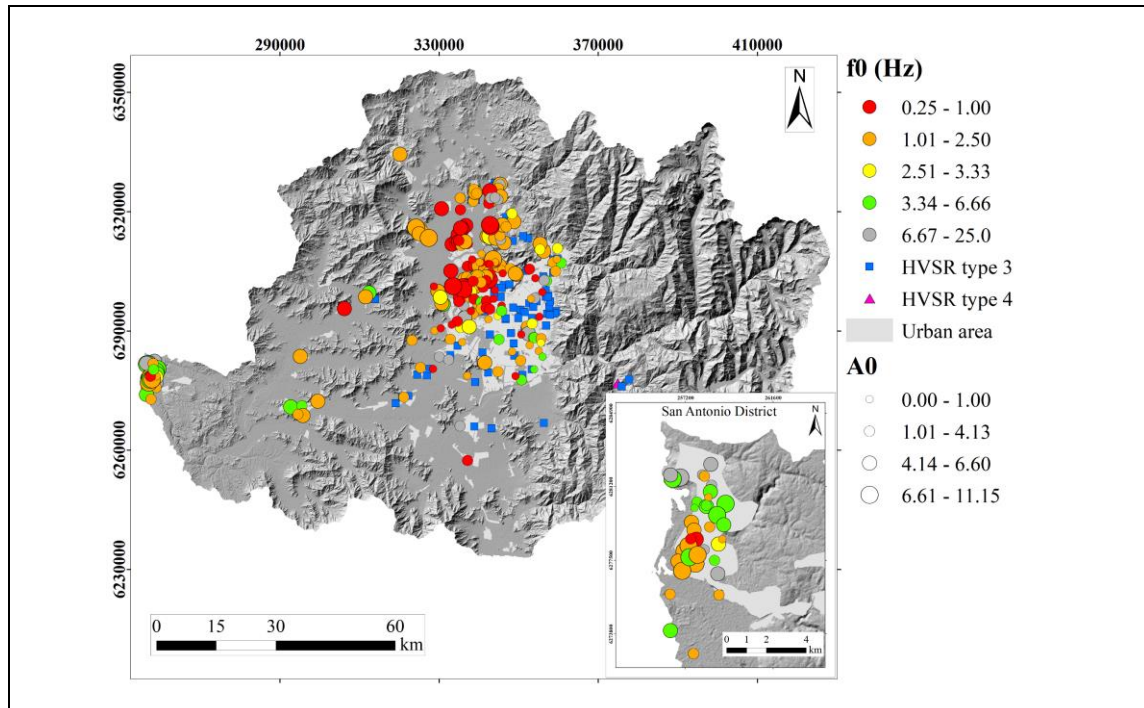 290000 330000 370000 410000
6350000
6320000
6290000
6260000
6230000
N
f0 (Hz)
0.25 - 1.00
1.01 - 2.50
2.51 - 3.33
3.34 - 6.66
6.67 - 25.0
HVSR type 3
HVSR type 4
Urban area
A0
0.00 - 1.00
1.01 - 4.13
4.14 - 6.60
6.61 - 11.15
0 15 30 60
km
San Antonio District
N
257200 261600
0 1 2 4
km